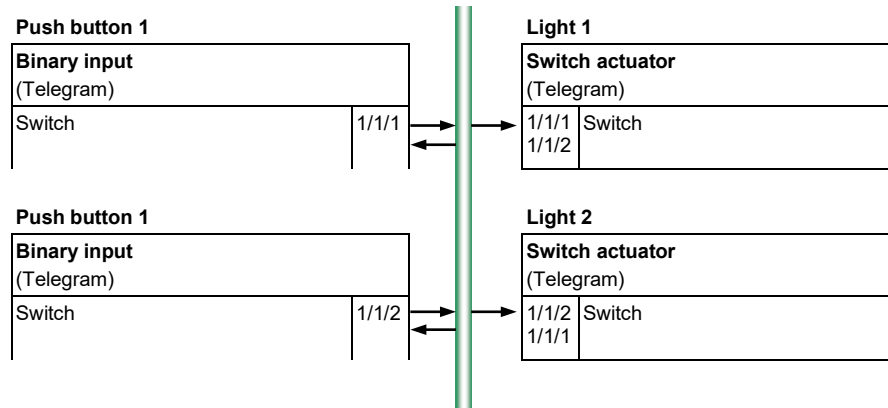 Push button 1
Binary input
(Telegram)
Switch 1/1/1
Light 1
Switch actuator
(Telegram)
1/1/1 Switch
1/1/2
Push button 1
Binary input
(Telegram)
Switch 1/1/2
Light 2
Switch actuator
(Telegram)
1/1/2 Switch
1/1/1